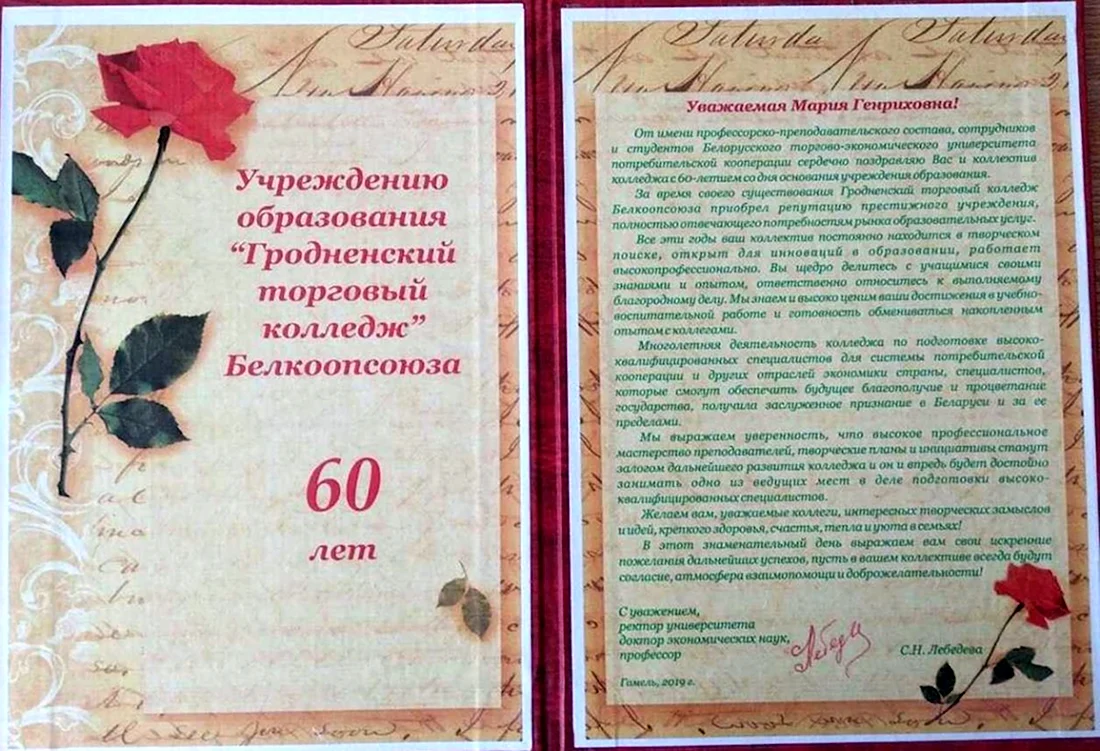 Saturday
Учреждению
образования
“Гродненский
торговый
колледж”
Белкоопсоюза
60
лет
Saturda
Saturday
Уважаемая Мария Генриховна!
От имени профессорско-преподавательского состава, сотрудников
и студентов Белорусского торгово-экономического университета
потребительской кооперации сердечно поздравляю Вас и коллектив
колледжа с 60-летием со дня основания учреждения образования.
За время своего существования Гродненский торговый колледж
Белкоопсоюза приобрел репутацию престижного учреждения,
полностью отвечающего потребностям рынка образовательных услуг.
Все эти годы ваш коллектив постоянно находится в творческом
поиске, открыт для инноваций в образовании, работает
высокопрофессионально. Вы щедро делитесь с учащимися своими
знаниями и опытом, ответственно относитесь к выполняемому
благородному делу. Мы знаем и высоко ценим ваши достижения в учебно-
воспитательной работе и готовность обмениваться накопленным
опытом с коллегами.
Многолетняя деятельность колледжа по подготовке высоко-
квалифицированных специалистов для системы потребительской
кооперации и других отраслей экономики страны, специалистов,
которые смогут обеспечить будущее благополучие и процветание
государства, получила заслуженное признание в Беларуси и за ее
пределами.
Мы выражаем уверенность, что высокое профессиональное
мастерство преподавателей, творческие планы и инициативы станут
залогом дальнейшего развития колледжа и он и впредь будет достойно
занимать одно из ведущих мест в деле подготовки высоко-
квалифицированных специалистов.
Желаем вам, уважаемые коллеги, интересных творческих замыслов
и идей, крепкого здоровья, счастья, тепла и уюта в семьях!
В этот знаменательный день выражаем вам свои искренние
пожелания дальнейших успехов, пусть в вашем коллективе всегда будут
согласие, атмосфера взаимопомощи и доброжелательности!
С уважением,
ректор университета
доктор экономических наук,
профессор
С.Н. Лебедева
Гомель, 2019 г.